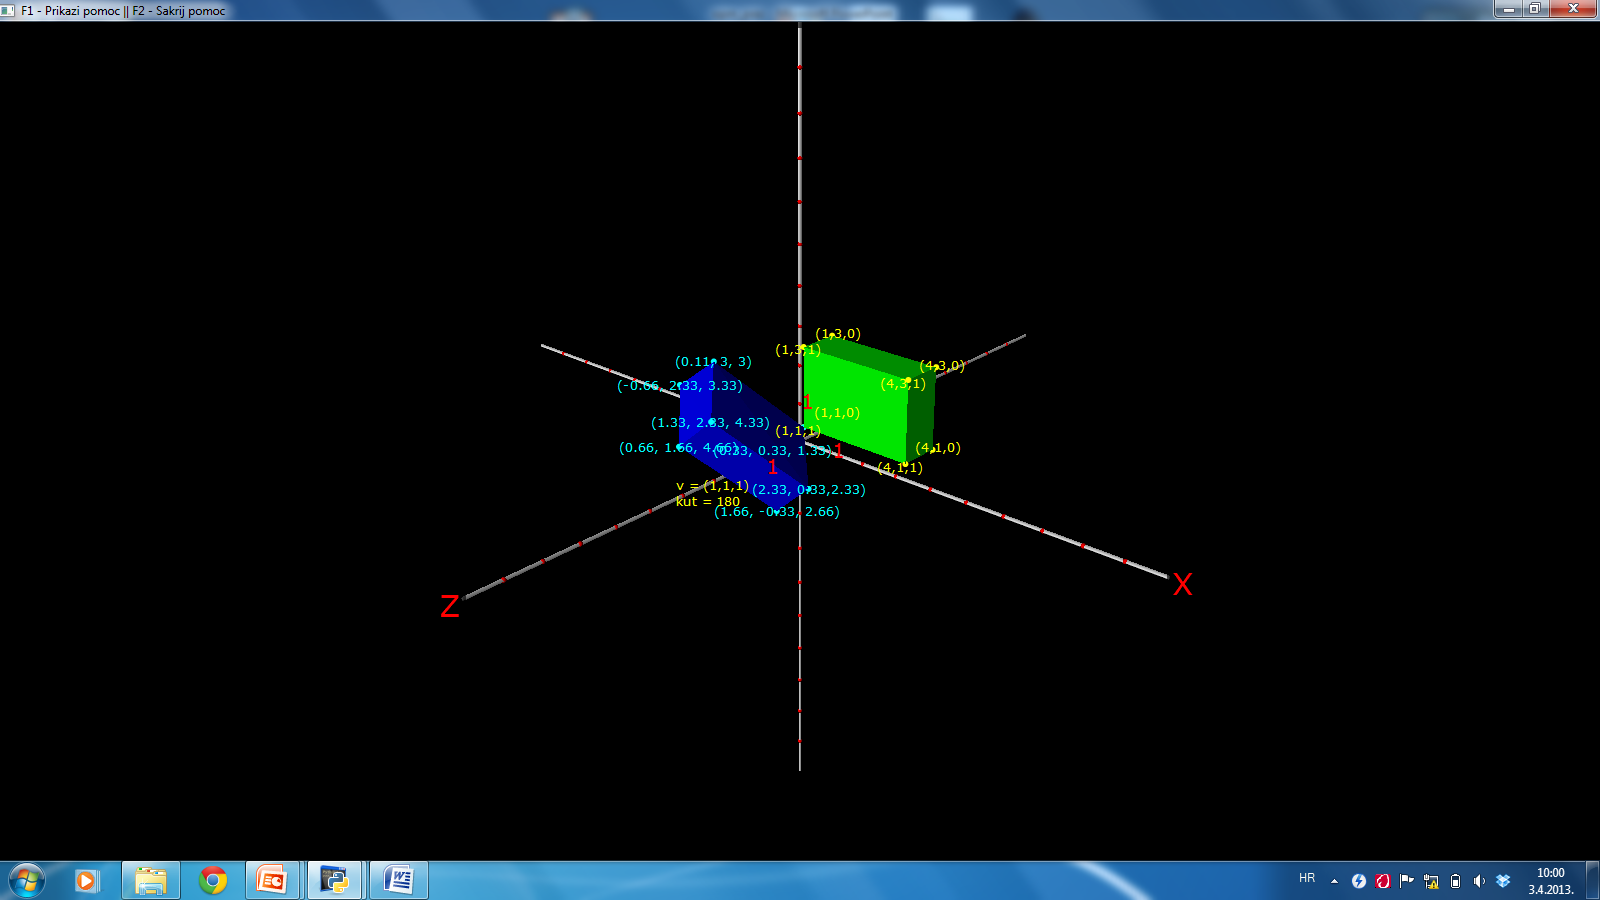 F1 - Prikazi pomoc || F2 - Sakrij pomoc
(1,3,0)
(1,3,1)
(0.11, 3, 3)
(4,3,0)
(-0.66, 2.33, 3.33)
(4,3,1)
1
(1,1,0)
(1.33, 2.33, 4.33)
(1,1,1)
(0.66, 1.66, 4.66)
(0.33, 0.33, 1.33)
1
(4,1,0)
1
(4,1,1)
v = (1,1,1)
(2.33, 0.33,2.33)
kut = 180
(1.66, -0.33, 2.66)
X
Z
HR
10:00
3.4.2013.